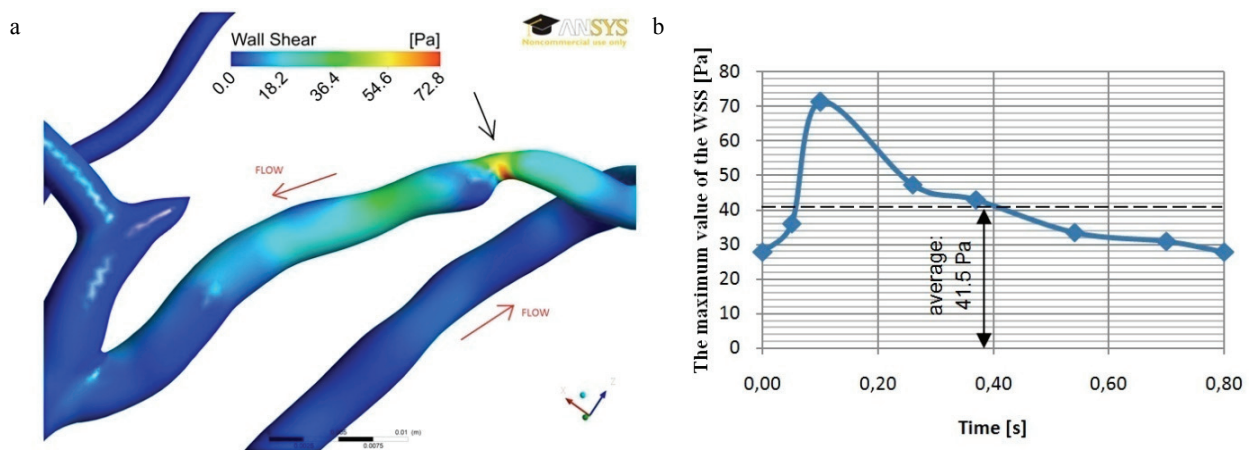 a
ANSYS
Noncommercial use only
Wall Shear [Pa]
0.0 18.2 36.4 54.6 72.8
FLOW
FLOW
X Z
0.01 (m)
0.0075
b
The maximum value of the WSS [Pa]
80
70
60
50
40
30
20
10
0
average:
41.5 Pa
0,00 0,20 0,40 0,60 0,80
Time [s]